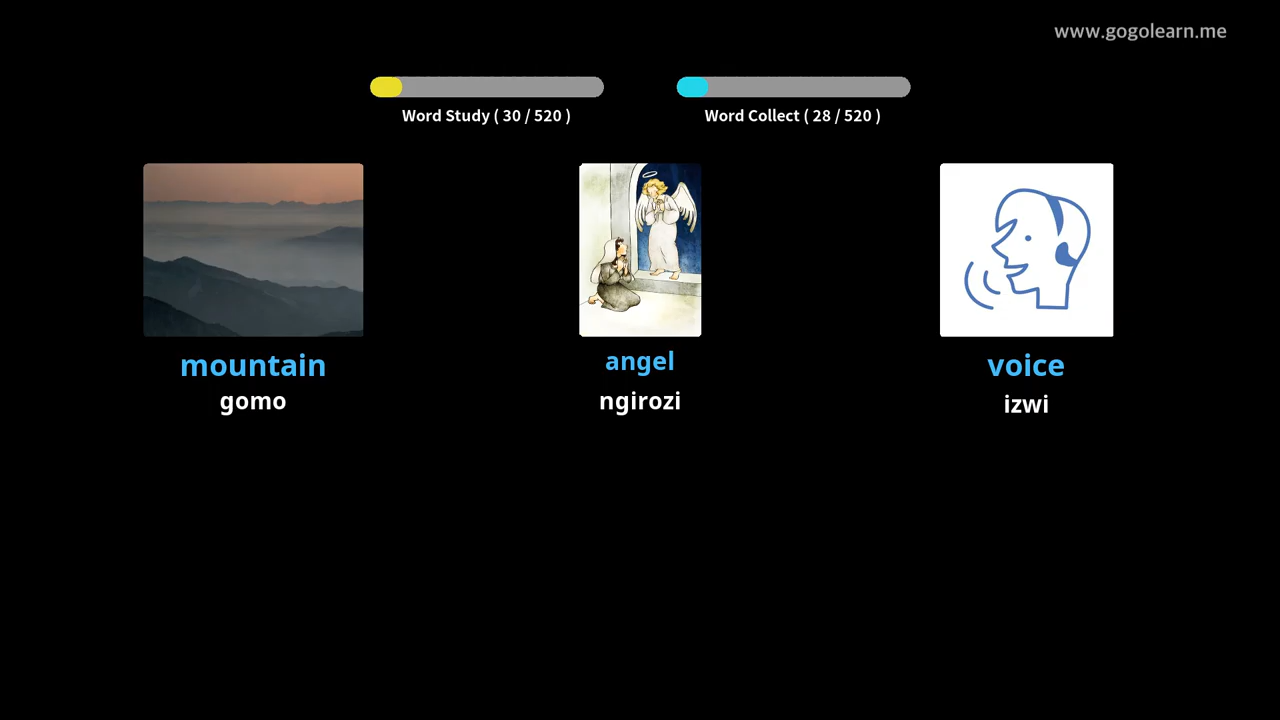 www.gogolearn.me
Word Study ( 30 / 520 )
Word Collect ( 28 / 520 )
mountain
gomo
angel
ngirozi
voice
izwi